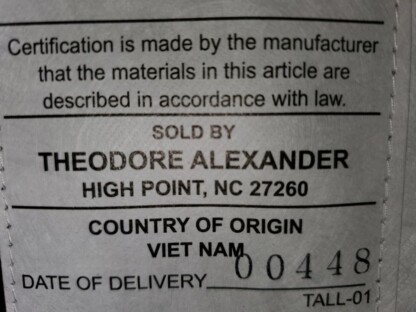 Certification is made by the manufacturer
that the materials in this article are
described in accordance with law.
SOLD BY
THEODORE ALEXANDER
HIGH POINT, NC 27260
COUNTRY OF ORIGIN
VIET NAM
DATE OF DELIVERY 00448
TALL-01